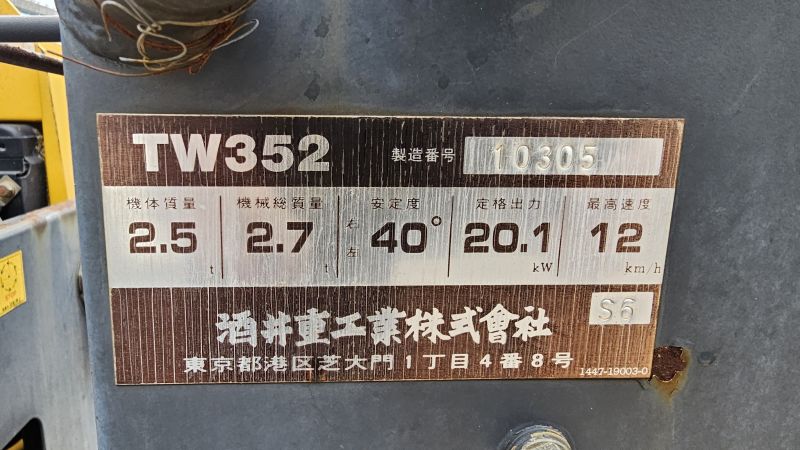 TW352 製造番号 10305
機体質量 機械総質量 安定度 定格出力 最高速度
2.5 t 2.7 t 右左 40° 20.1 kW 12 km/h
S6
酒井重工業株式會社
東京都港区芝大門1丁目4番8号
1447-19003-0